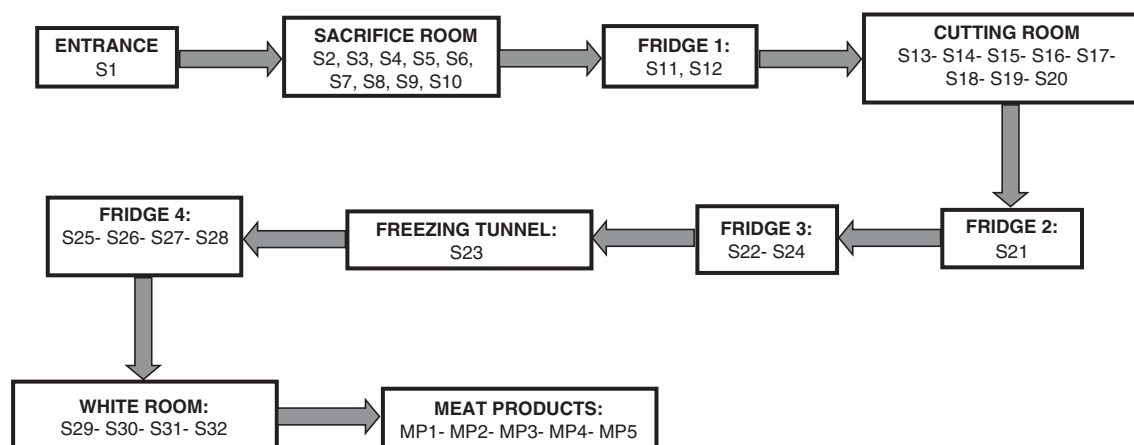 ENTRANCE
S1
SACRIFICE ROOM
S2, S3, S4, S5, S6,
S7, S8, S9, S10
FRIDGE 1:
S11, S12
CUTTING ROOM
S13- S14- S15- S16- S17-
S18- S19- S20
FRIDGE 4:
S25- S26- S27- S28
FREEZING TUNNEL:
S23
FRIDGE 3:
S22- S24
FRIDGE 2:
S21
WHITE ROOM:
S29- S30- S31- S32
MEAT PRODUCTS:
MP1- MP2- MP3- MP4- MP5